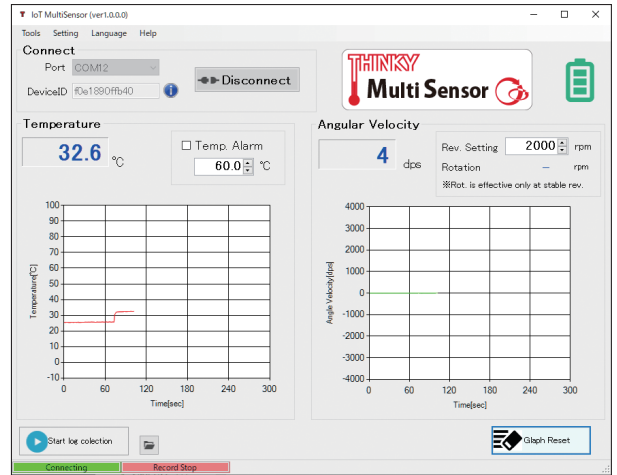 IoT MultiSensor (ver1.0.0.0)
Tools Setting Language Help
Connect
Port COM12
DeviceID f0a1890ffb40
Disconnect
THINKY
Multi Sensor
Temperature
32.6 ℃
Temp. Alarm
60.0 ℃
Angular Velocity
4 dps
Rev. Setting 2000 rpm
Rotation – rpm
※Rot. is effective only at stable rev.
Temperature[℃]
100
90
80
70
60
50
40
30
20
10
0
-10
0 60 120 180 240 300
Time[sec]
Angle Velocity[dps]
4000
3000
2000
1000
0
-1000
-2000
-3000
-4000
0 60 120 180 240 300
Time[sec]
Start log colection
Glaph Reset
Connecting Record Stop